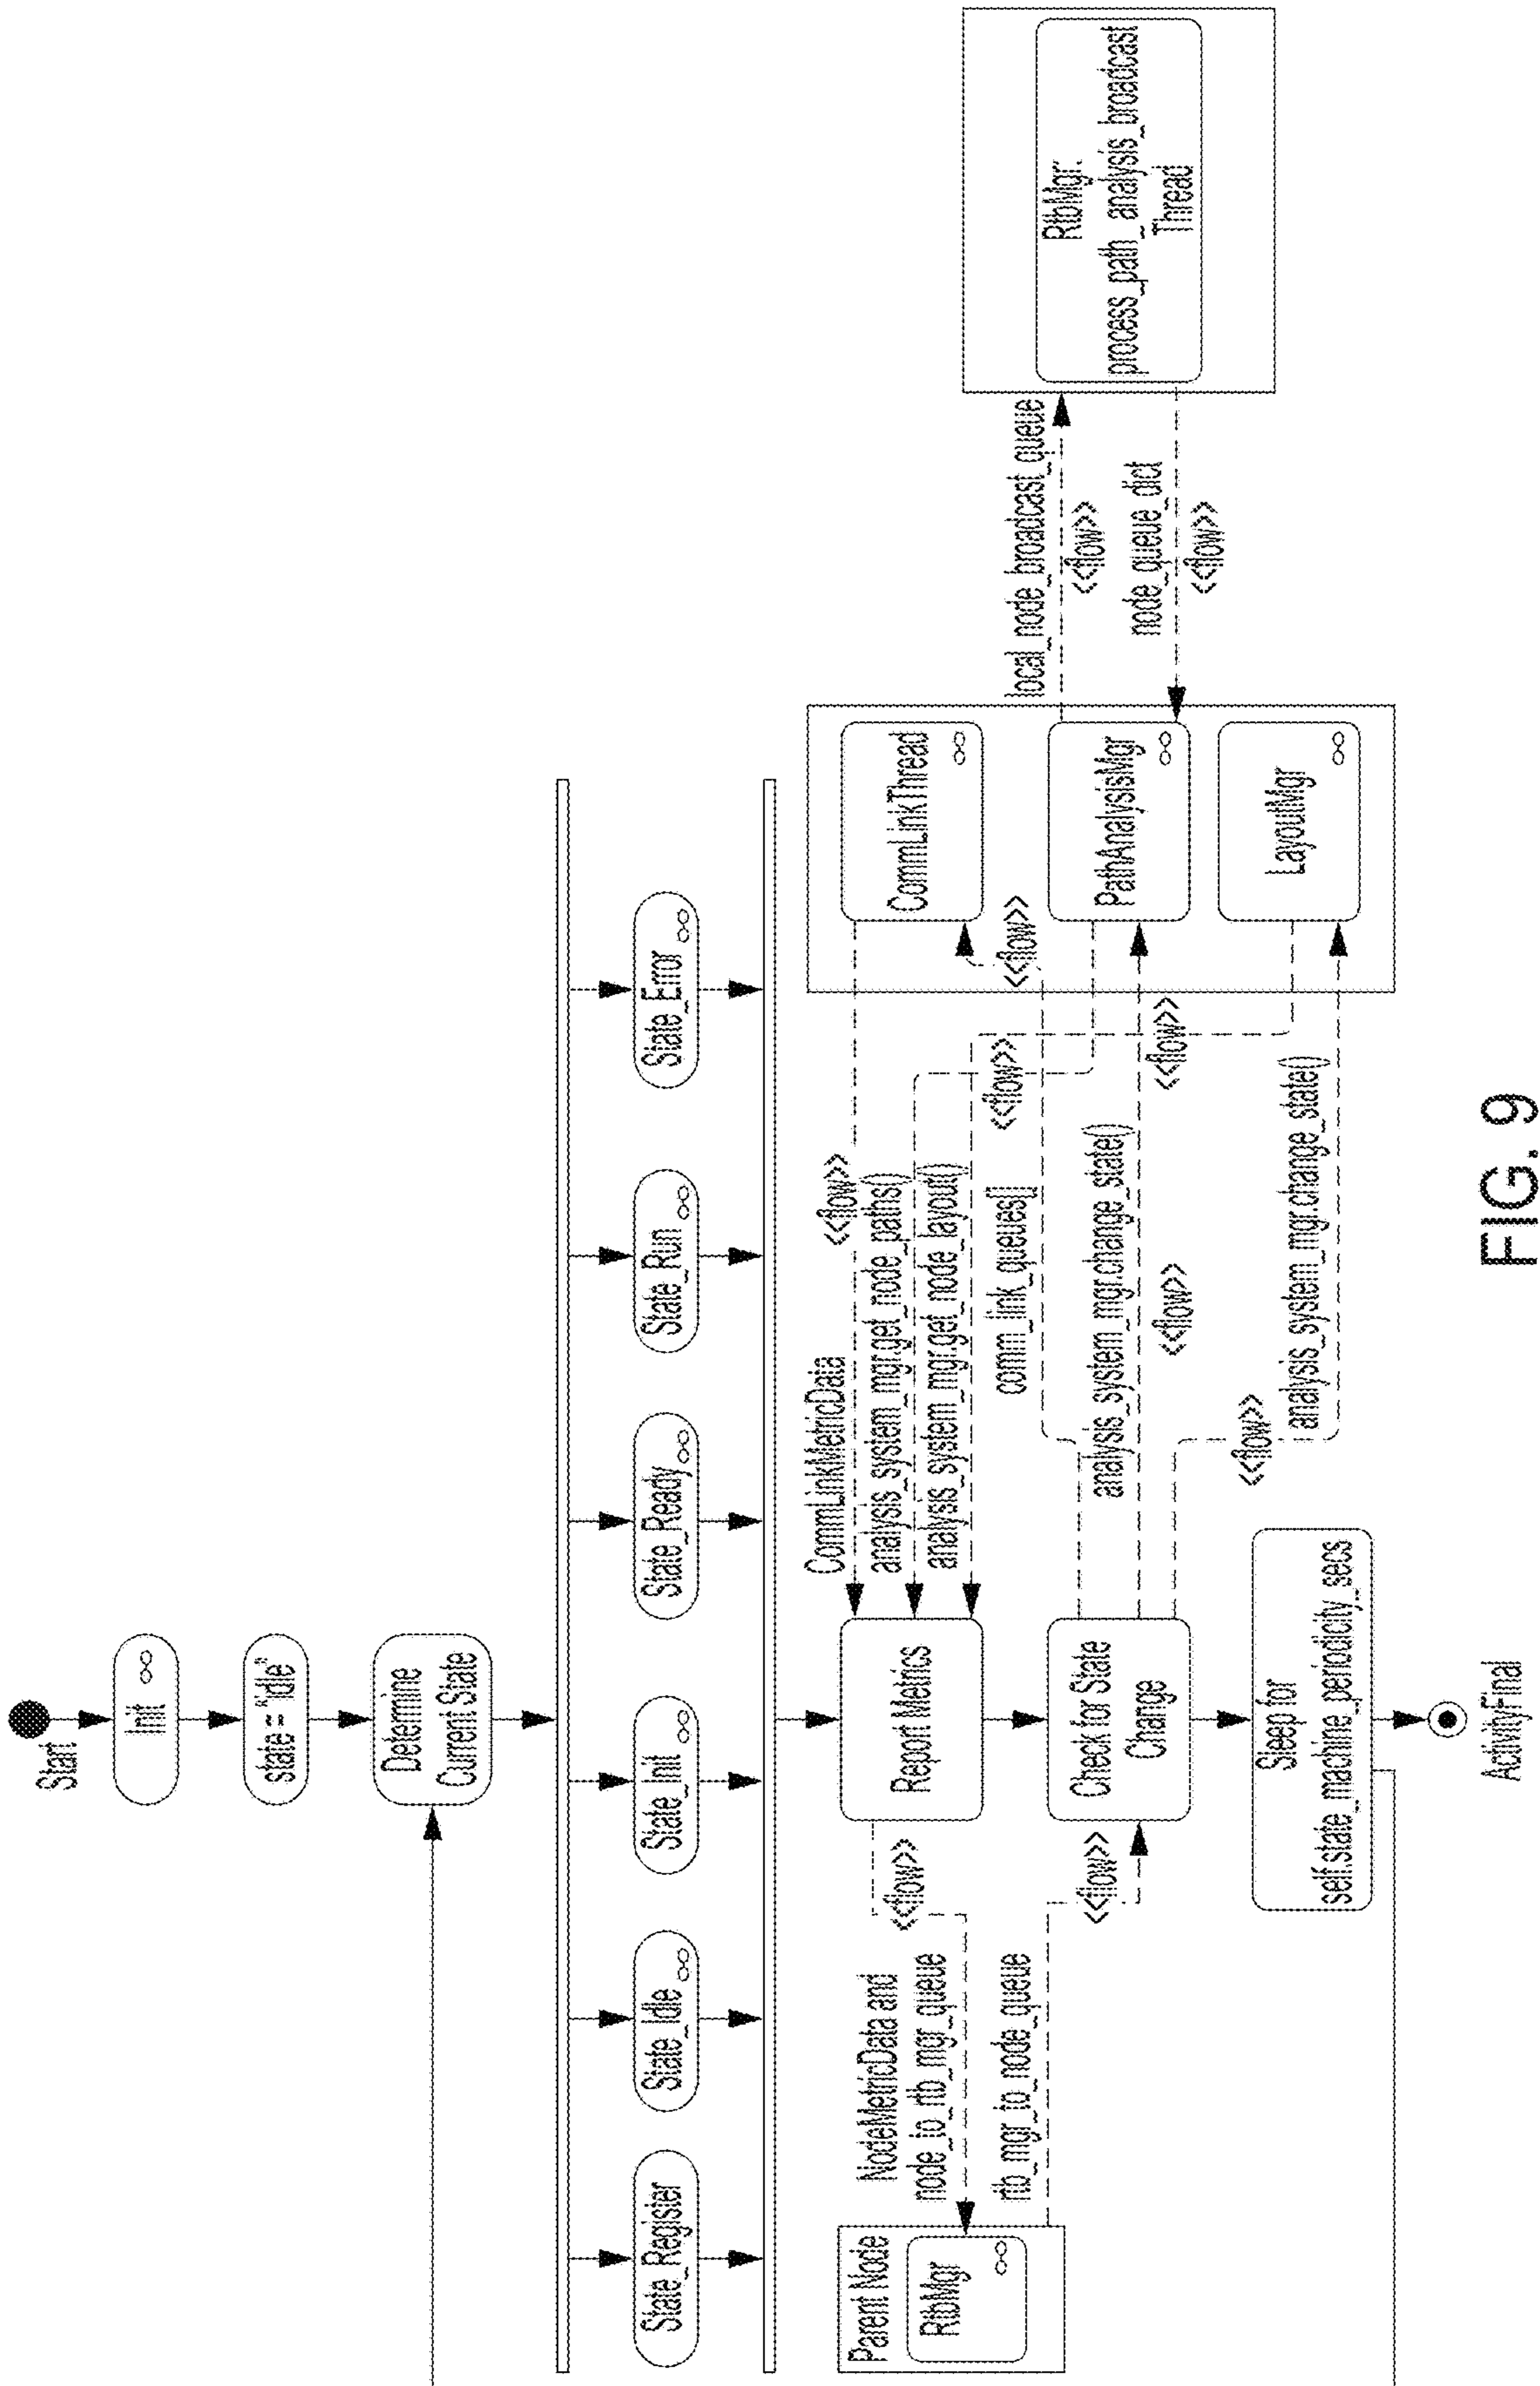 Start
Init
state = "idle"
Determine
Current State
State_Register
State_Idle
State_Init
State_Ready
State_Run
State_Error
Parent Node
RtbMgr
NodeMetricData and
node_to_rtb_mgr_queue
<<flow>>
rtb_mgr_to_node_queue
<<flow>>
Report Metrics
Check for State
Change
Sleep for
self.state_machine_periodicity_secs
ActivityFinal
CommLinkMetricData
<<flow>>
analysis_system_mgr.get_node_paths()
analysis_system_mgr.get_node_layout()
<<flow>>
comm_link_queues[]
<<flow>>
analysis_system_mgr.change_state()
<<flow>>
<<flow>>
analysis_system_mgr.change_state()
<<flow>>
CommLinkThread
PathAnalysisMgr
LayoutMgr
local_node_broadcast_queue
<<flow>>
node_queue_dict
<<flow>>
RtbMgr.
process_path_analysis_broadcast
Thread
FIG. 9